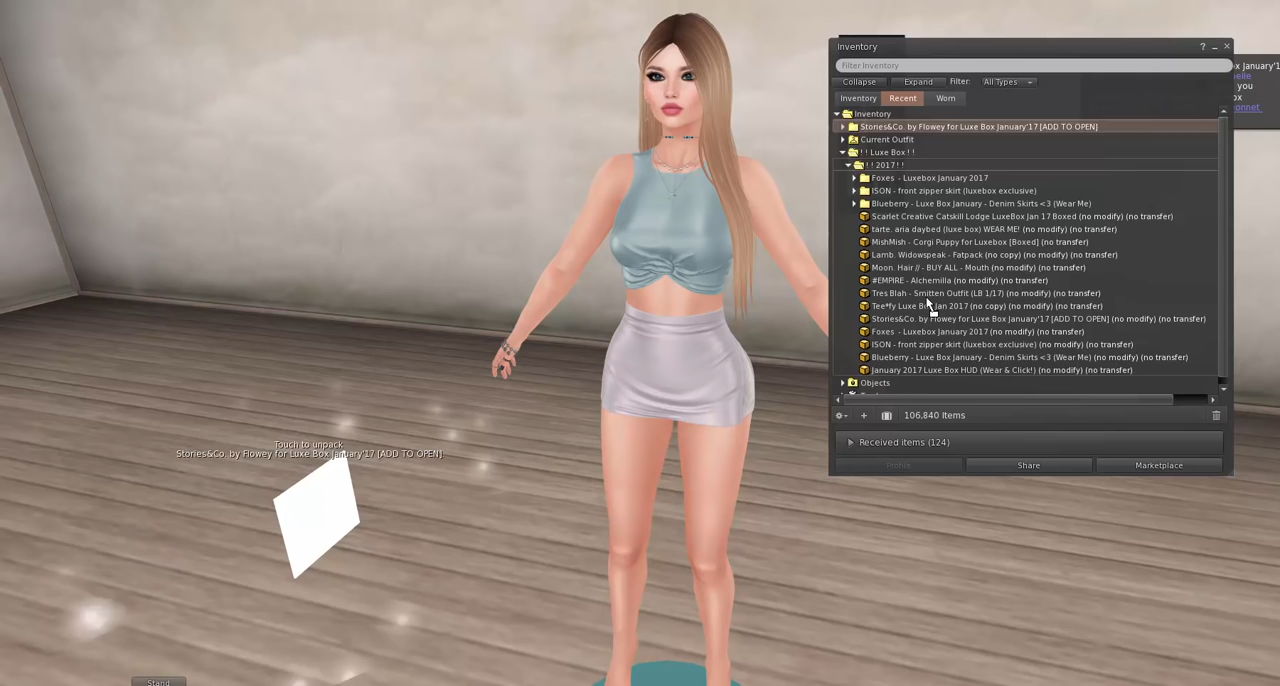 Inventory
? _ ×
Filter Inventory
Collapse Expand Filter: All Types
Inventory Recent Worn
Inventory
Stories&Co. by Flowey for Luxe Box January'17 [ADD TO OPEN]
Current Outfit
! ! Luxe Box ! !
! ! 2017 ! !
Foxes - Luxebox January 2017
ISON - front zipper skirt (luxebox exclusive)
Blueberry - Luxe Box January - Denim Skirts <3 (Wear Me)
Scarlet Creative Catskill Lodge LuxeBox Jan 17 Boxed (no modify) (no transfer)
tarte. aria daybed (luxe box) WEAR ME! (no modify) (no transfer)
MishMish - Corgi Puppy for Luxebox [Boxed] (no transfer)
Lamb. Widowspeak - Fatpack (no copy) (no modify) (no transfer)
Moon. Hair // - BUY ALL - Mouth (no modify) (no transfer)
#EMPIRE - Alchemilla (no modify) (no transfer)
Tres Blah - Smitten Outfit (LB 1/17) (no modify) (no transfer)
Tee*fy Luxe Box Jan 2017 (no copy) (no modify) (no transfer)
Stories&Co. by Flowey for Luxe Box January'17 [ADD TO OPEN] (no modify) (no transfer)
Foxes - Luxebox January 2017 (no modify) (no transfer)
ISON - front zipper skirt (luxebox exclusive) (no modify) (no transfer)
Blueberry - Luxe Box January - Denim Skirts <3 (Wear Me) (no modify) (no transfer)
January 2017 Luxe Box HUD (Wear & Click!) (no modify) (no transfer)
Objects
106,840 Items
Received items (124)
Profile Share Marketplace
you
Touch to unpack
Stories&Co. by Flowey for Luxe Box January'17 [ADD TO OPEN]
Stand